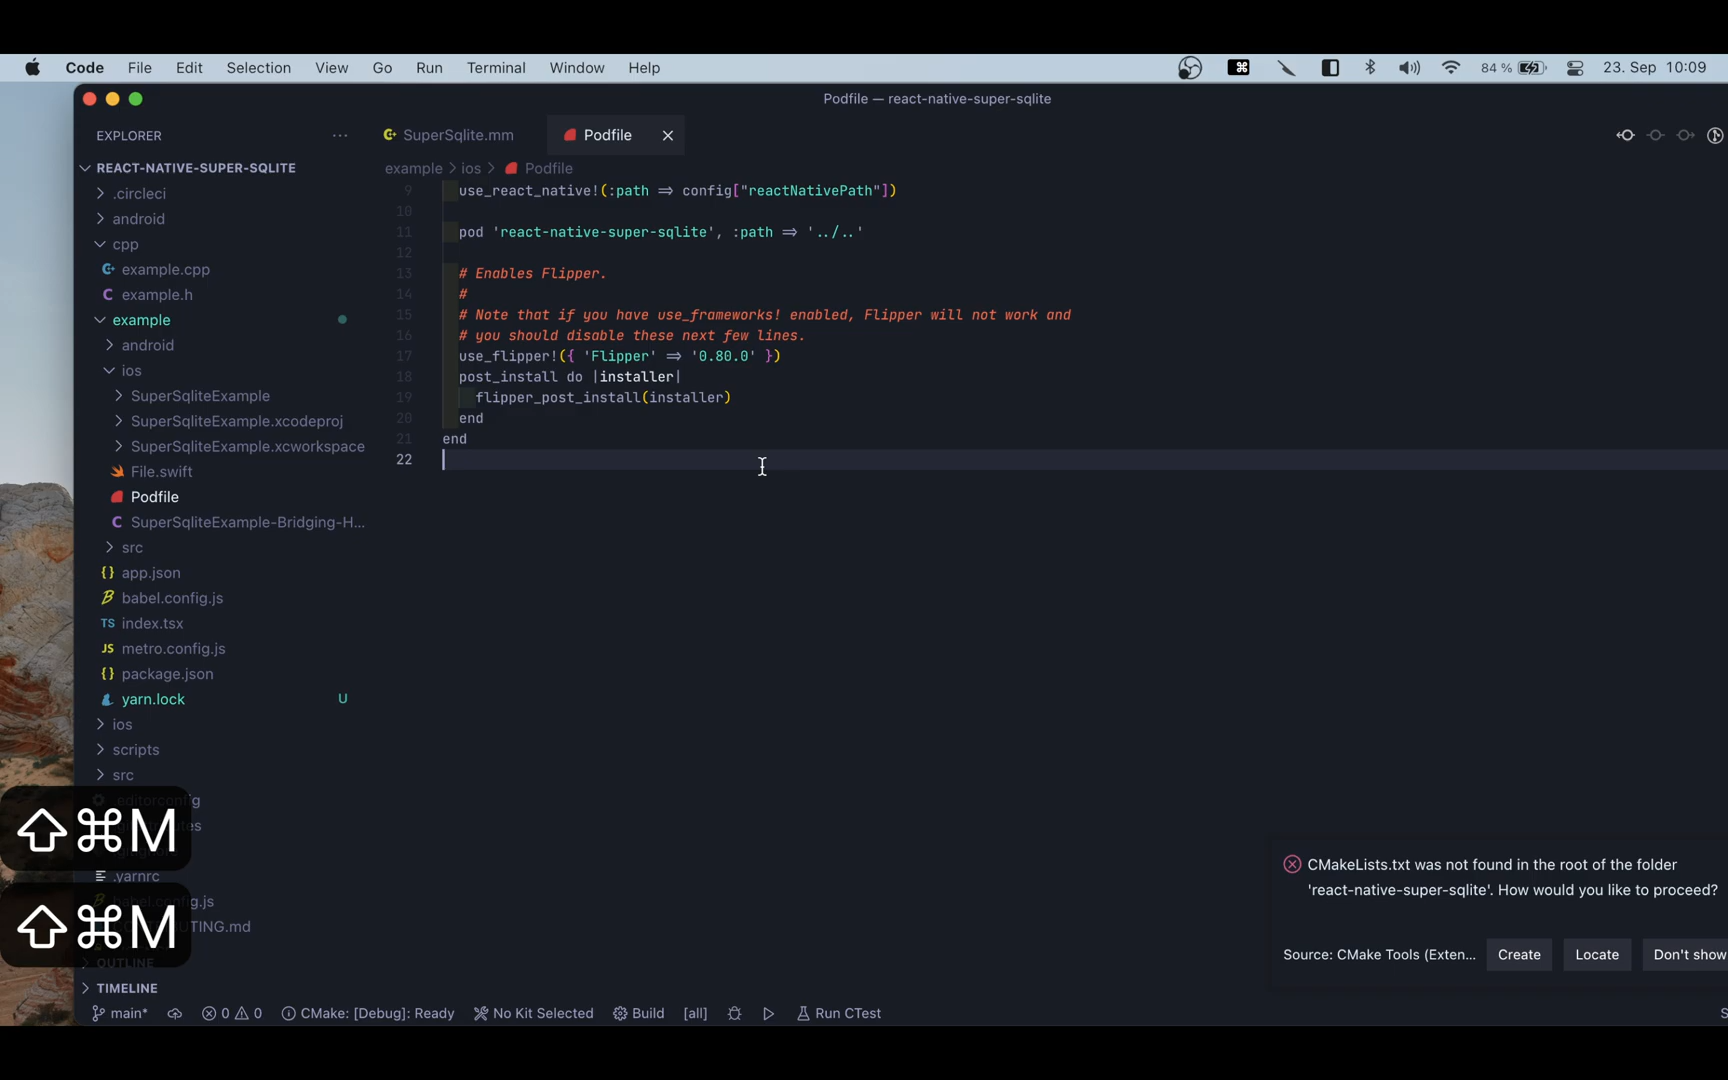 Code File Edit Selection View Go Run Terminal Window Help 84 % 23. Sep 10:09
Podfile — react-native-super-sqlite
EXPLORER
SuperSqlite.mm
Podfile
REACT-NATIVE-SUPER-SQLITE
example > ios > Podfile
.circleci
android
cpp
example.cpp
example.h
example
android
ios
SuperSqliteExample
SuperSqliteExample.xcodeproj
SuperSqliteExample.xcworkspace
File.swift
Podfile
SuperSqliteExample-Bridging-H...
src
{} app.json
babel.config.js
TS index.tsx
JS metro.config.js
{} package.json
yarn.lock U
ios
scripts
src
.yarnrc
OUTLINE
TIMELINE
9 use_react_native!(:path => config["reactNativePath"])
10
11 pod 'react-native-super-sqlite', :path => '../..'
12
13 # Enables Flipper.
14 #
15 # Note that if you have use_frameworks! enabled, Flipper will not work and
16 # you should disable these next few lines.
17 use_flipper!({ 'Flipper' => '0.80.0' })
18 post_install do |installer|
19 flipper_post_install(installer)
20 end
21 end
22
⇧⌘M
⇧⌘M
CMakeLists.txt was not found in the root of the folder
'react-native-super-sqlite'. How would you like to proceed?
Source: CMake Tools (Exten... Create Locate Don't show
main* 0 0 CMake: [Debug]: Ready No Kit Selected Build [all] Run CTest